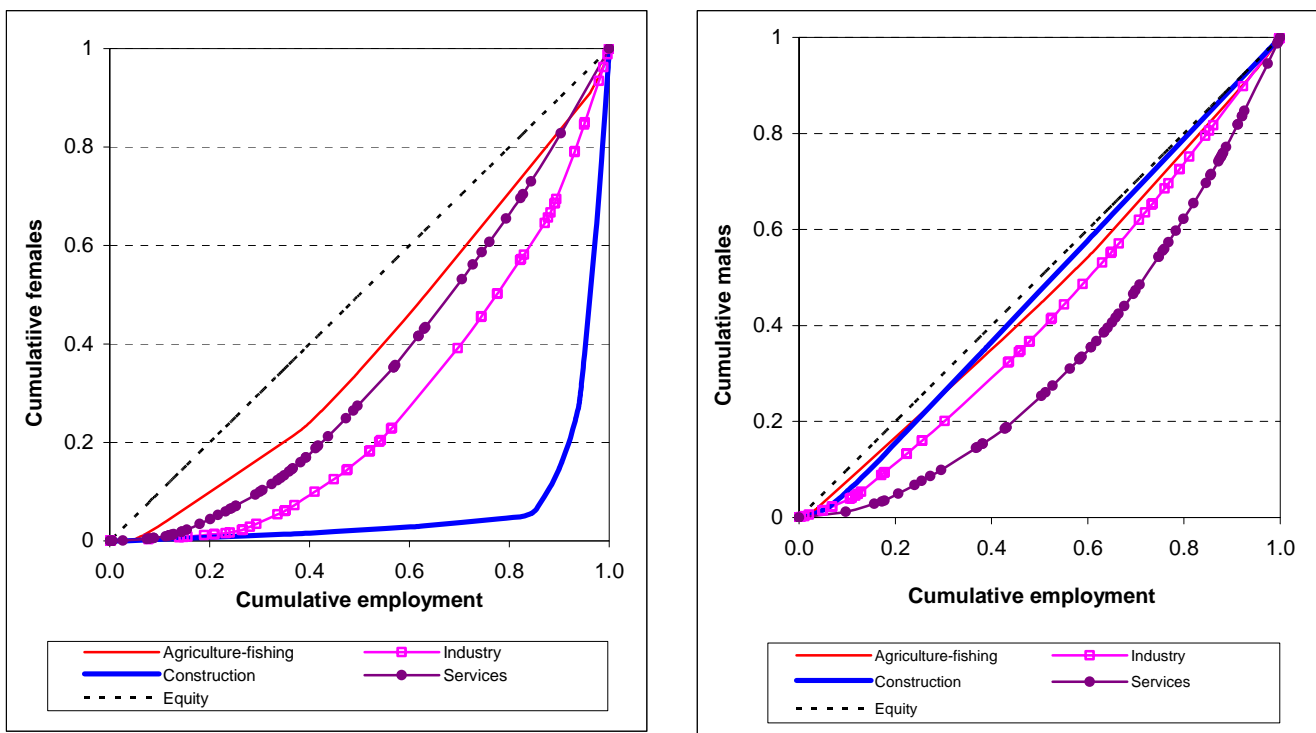 Cumulative females
1
0.8
0.6
0.4
0.2
0
0.0 0.2 0.4 0.6 0.8 1.0
Cumulative employment
Agriculture-fishing Industry
Construction Services
Equity
Cumulative males
1
0.8
0.6
0.4
0.2
0
0.0 0.2 0.4 0.6 0.8 1.0
Cumulative employment
Agriculture-fishing Industry
Construction Services
Equity